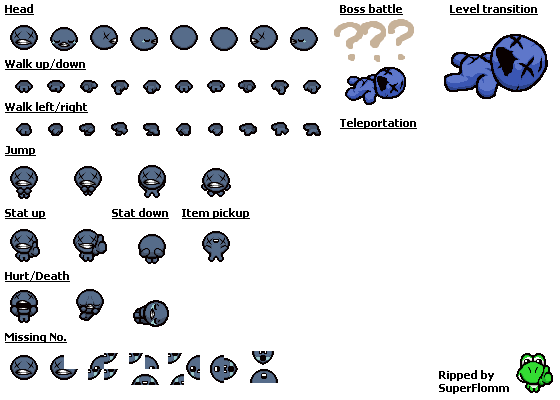 Head
Boss battle
Level transition
Walk up/down
Walk left/right
Teleportation
Jump
Stat up
Stat down
Item pickup
Hurt/Death
Missing No.
Ripped by
SuperFlomm